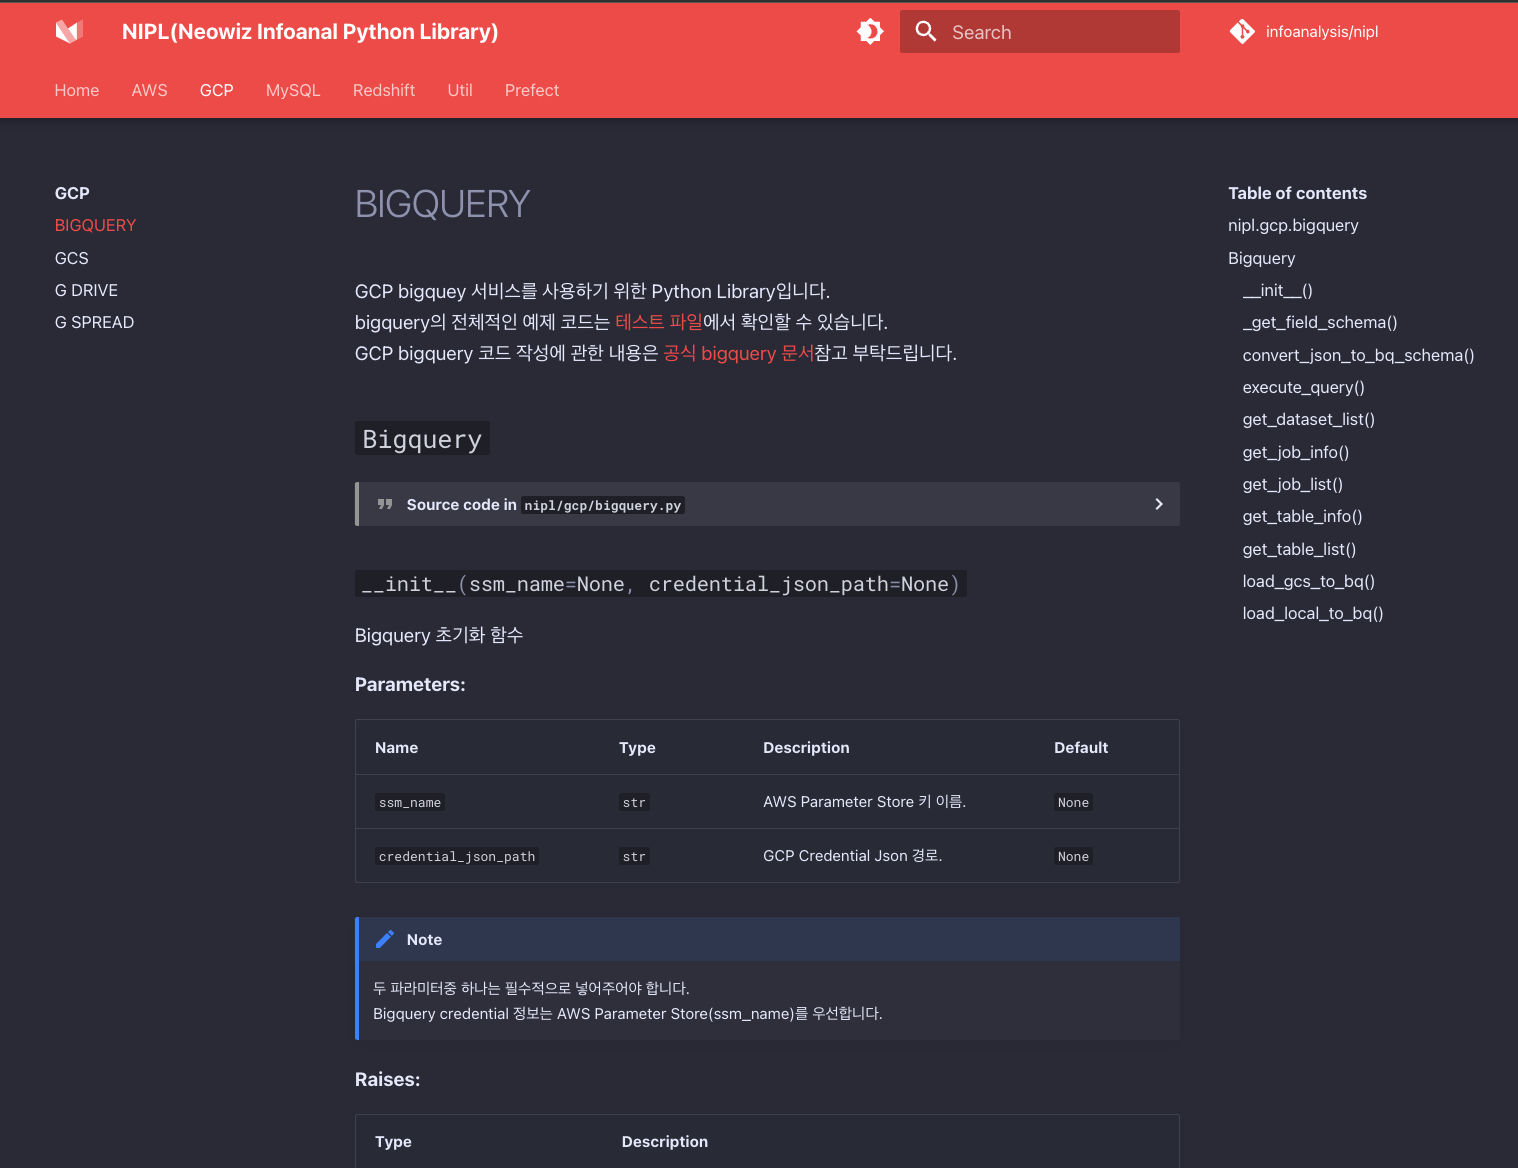 NIPL(Neowiz Infoanal Python Library)
Search
infoanalysis/nipl
Home AWS GCP MySQL Redshift Util Prefect
GCP
BIGQUERY
GCS
G DRIVE
G SPREAD
BIGQUERY
GCP bigquey 서비스를 사용하기 위한 Python Library입니다.
bigquery의 전체적인 예제 코드는 테스트 파일에서 확인할 수 있습니다.
GCP bigquery 코드 작성에 관한 내용은 공식 bigquery 문서참고 부탁드립니다.
Bigquery
Source code in nipl/gcp/bigquery.py
__init__(ssm_name=None, credential_json_path=None)
Bigquery 초기화 함수
Parameters:
Name Type Description Default
ssm_name str AWS Parameter Store 키 이름. None
credential_json_path str GCP Credential Json 경로. None
Note
두 파라미터중 하나는 필수적으로 넣어주어야 합니다.
Bigquery credential 정보는 AWS Parameter Store(ssm_name)를 우선합니다.
Raises:
Type Description
Table of contents
nipl.gcp.bigquery
Bigquery
__init__()
_get_field_schema()
convert_json_to_bq_schema()
execute_query()
get_dataset_list()
get_job_info()
get_job_list()
get_table_info()
get_table_list()
load_gcs_to_bq()
load_local_to_bq()